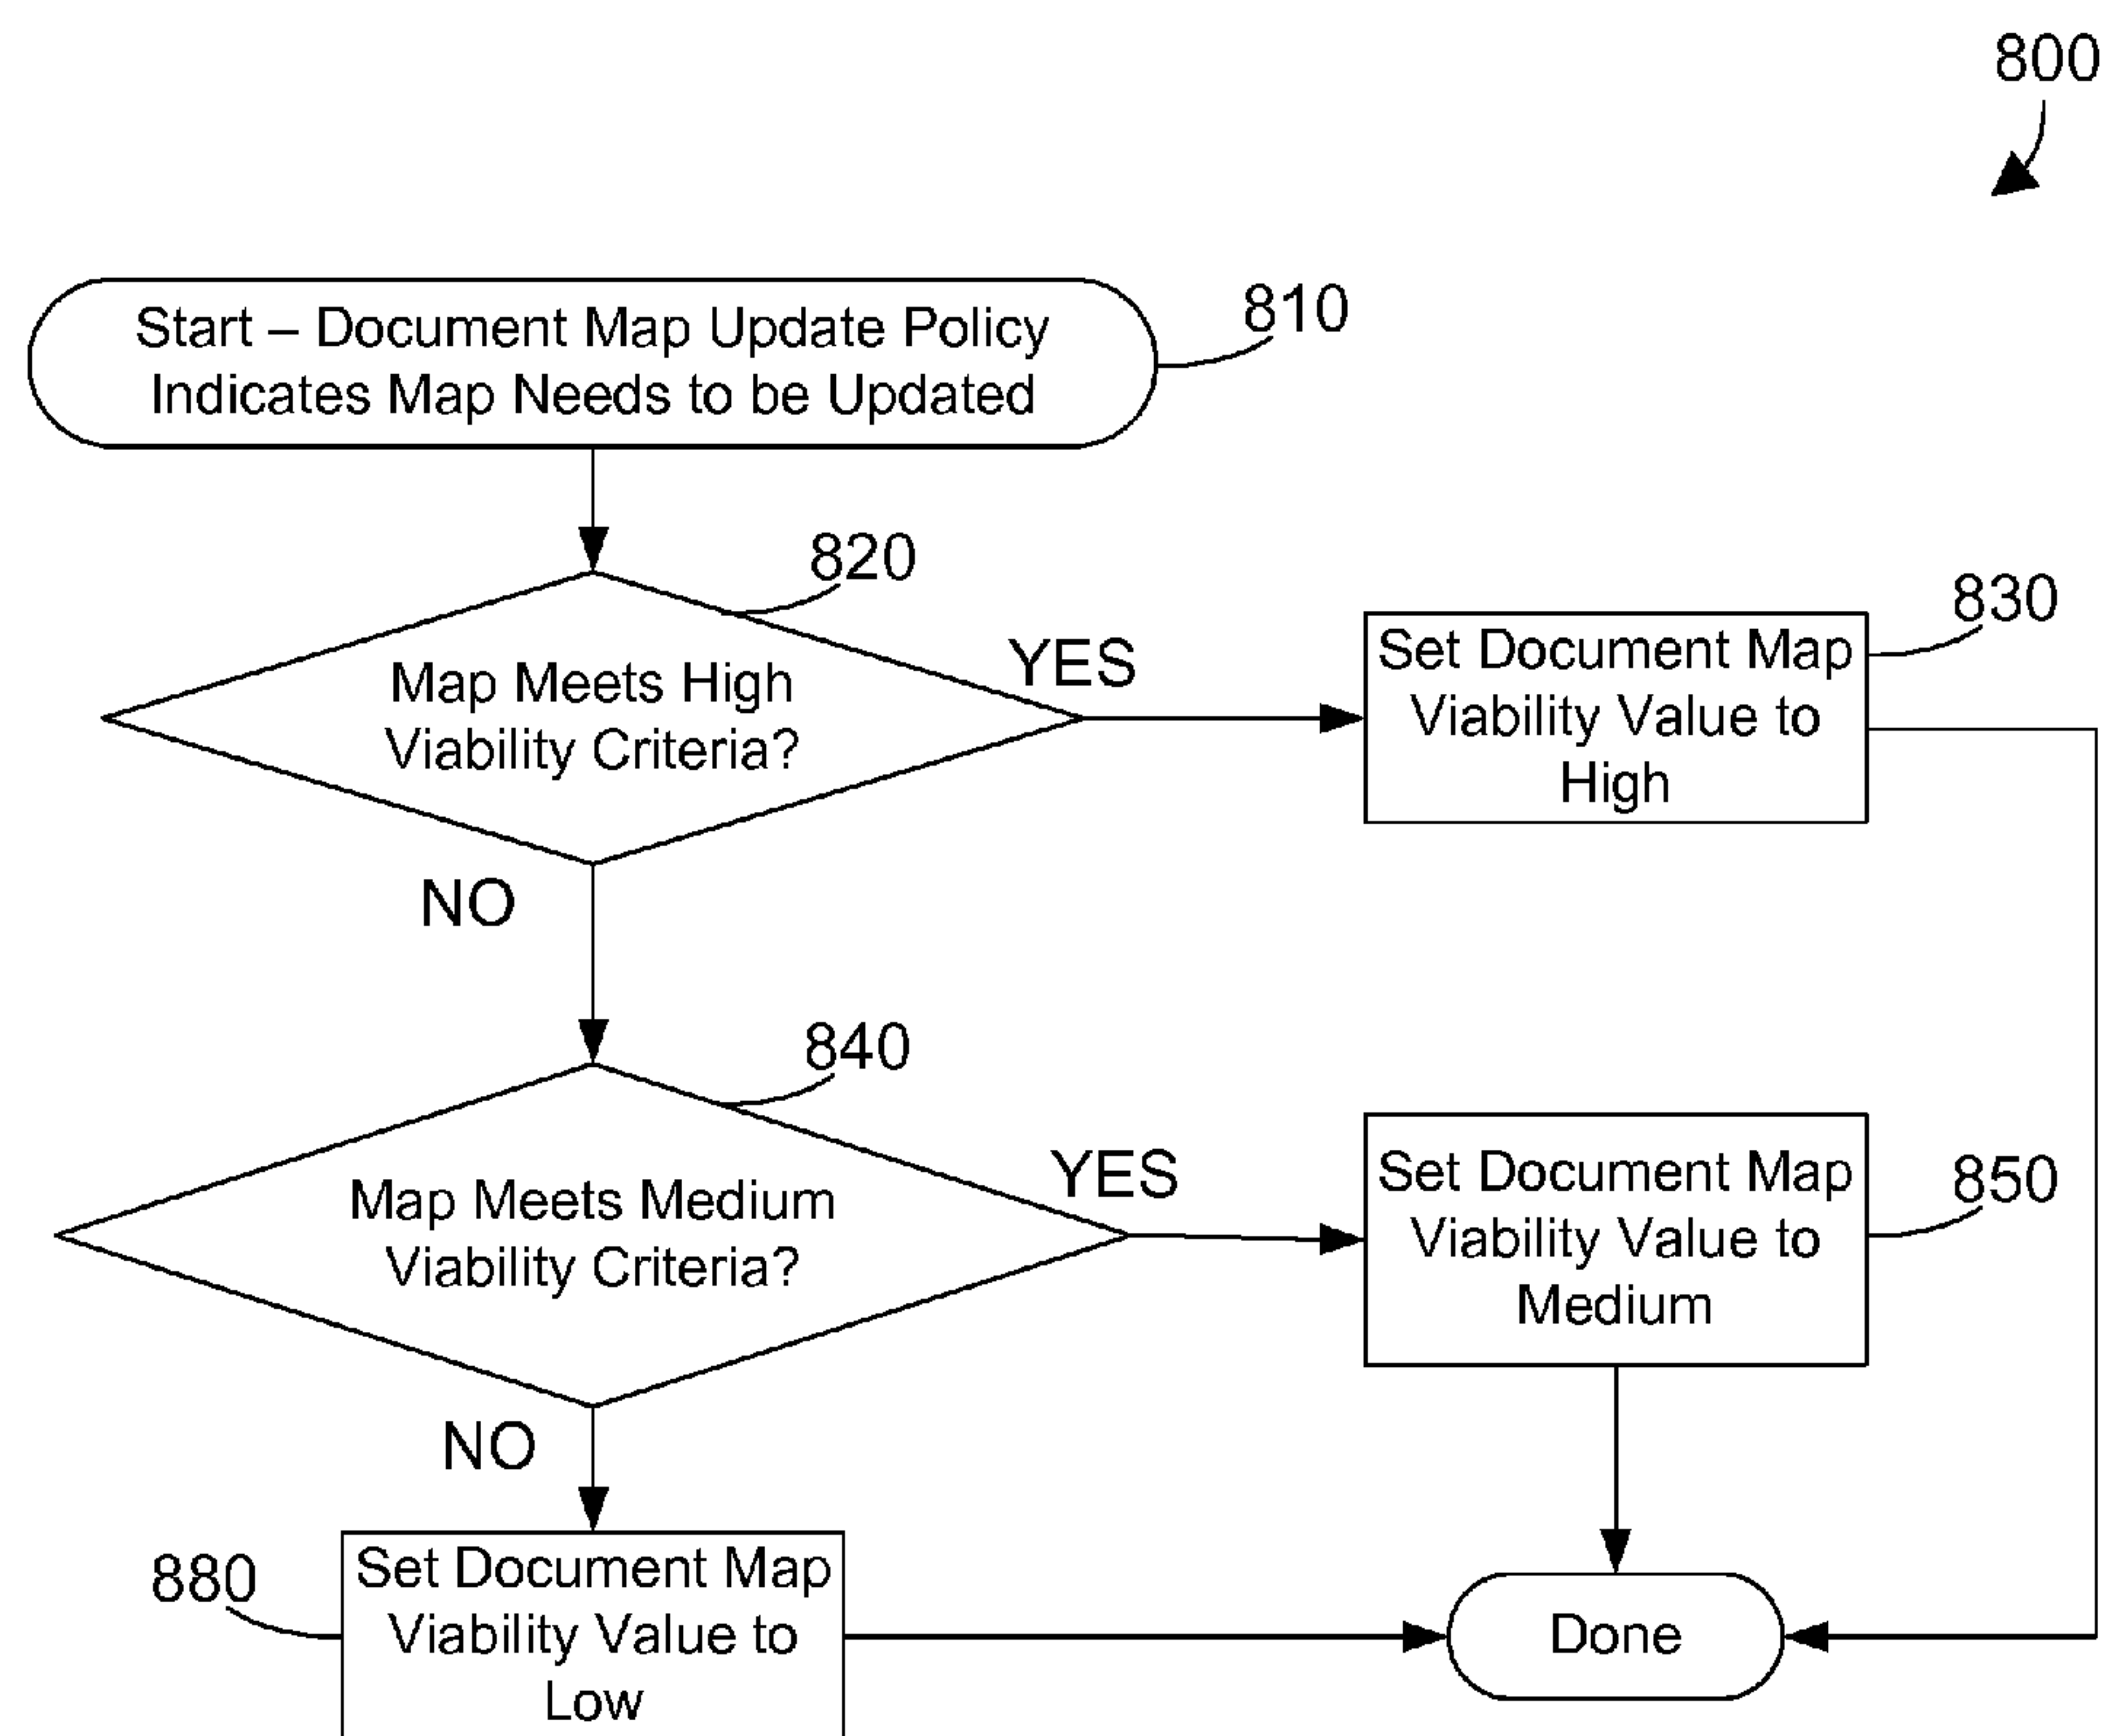 800
Start – Document Map Update Policy
Indicates Map Needs to be Updated
810
820
Map Meets High
Viability Criteria?
YES
830
Set Document Map
Viability Value to
High
NO
840
Map Meets Medium
Viability Criteria?
YES
850
Set Document Map
Viability Value to
Medium
NO
880
Set Document Map
Viability Value to
Low
Done